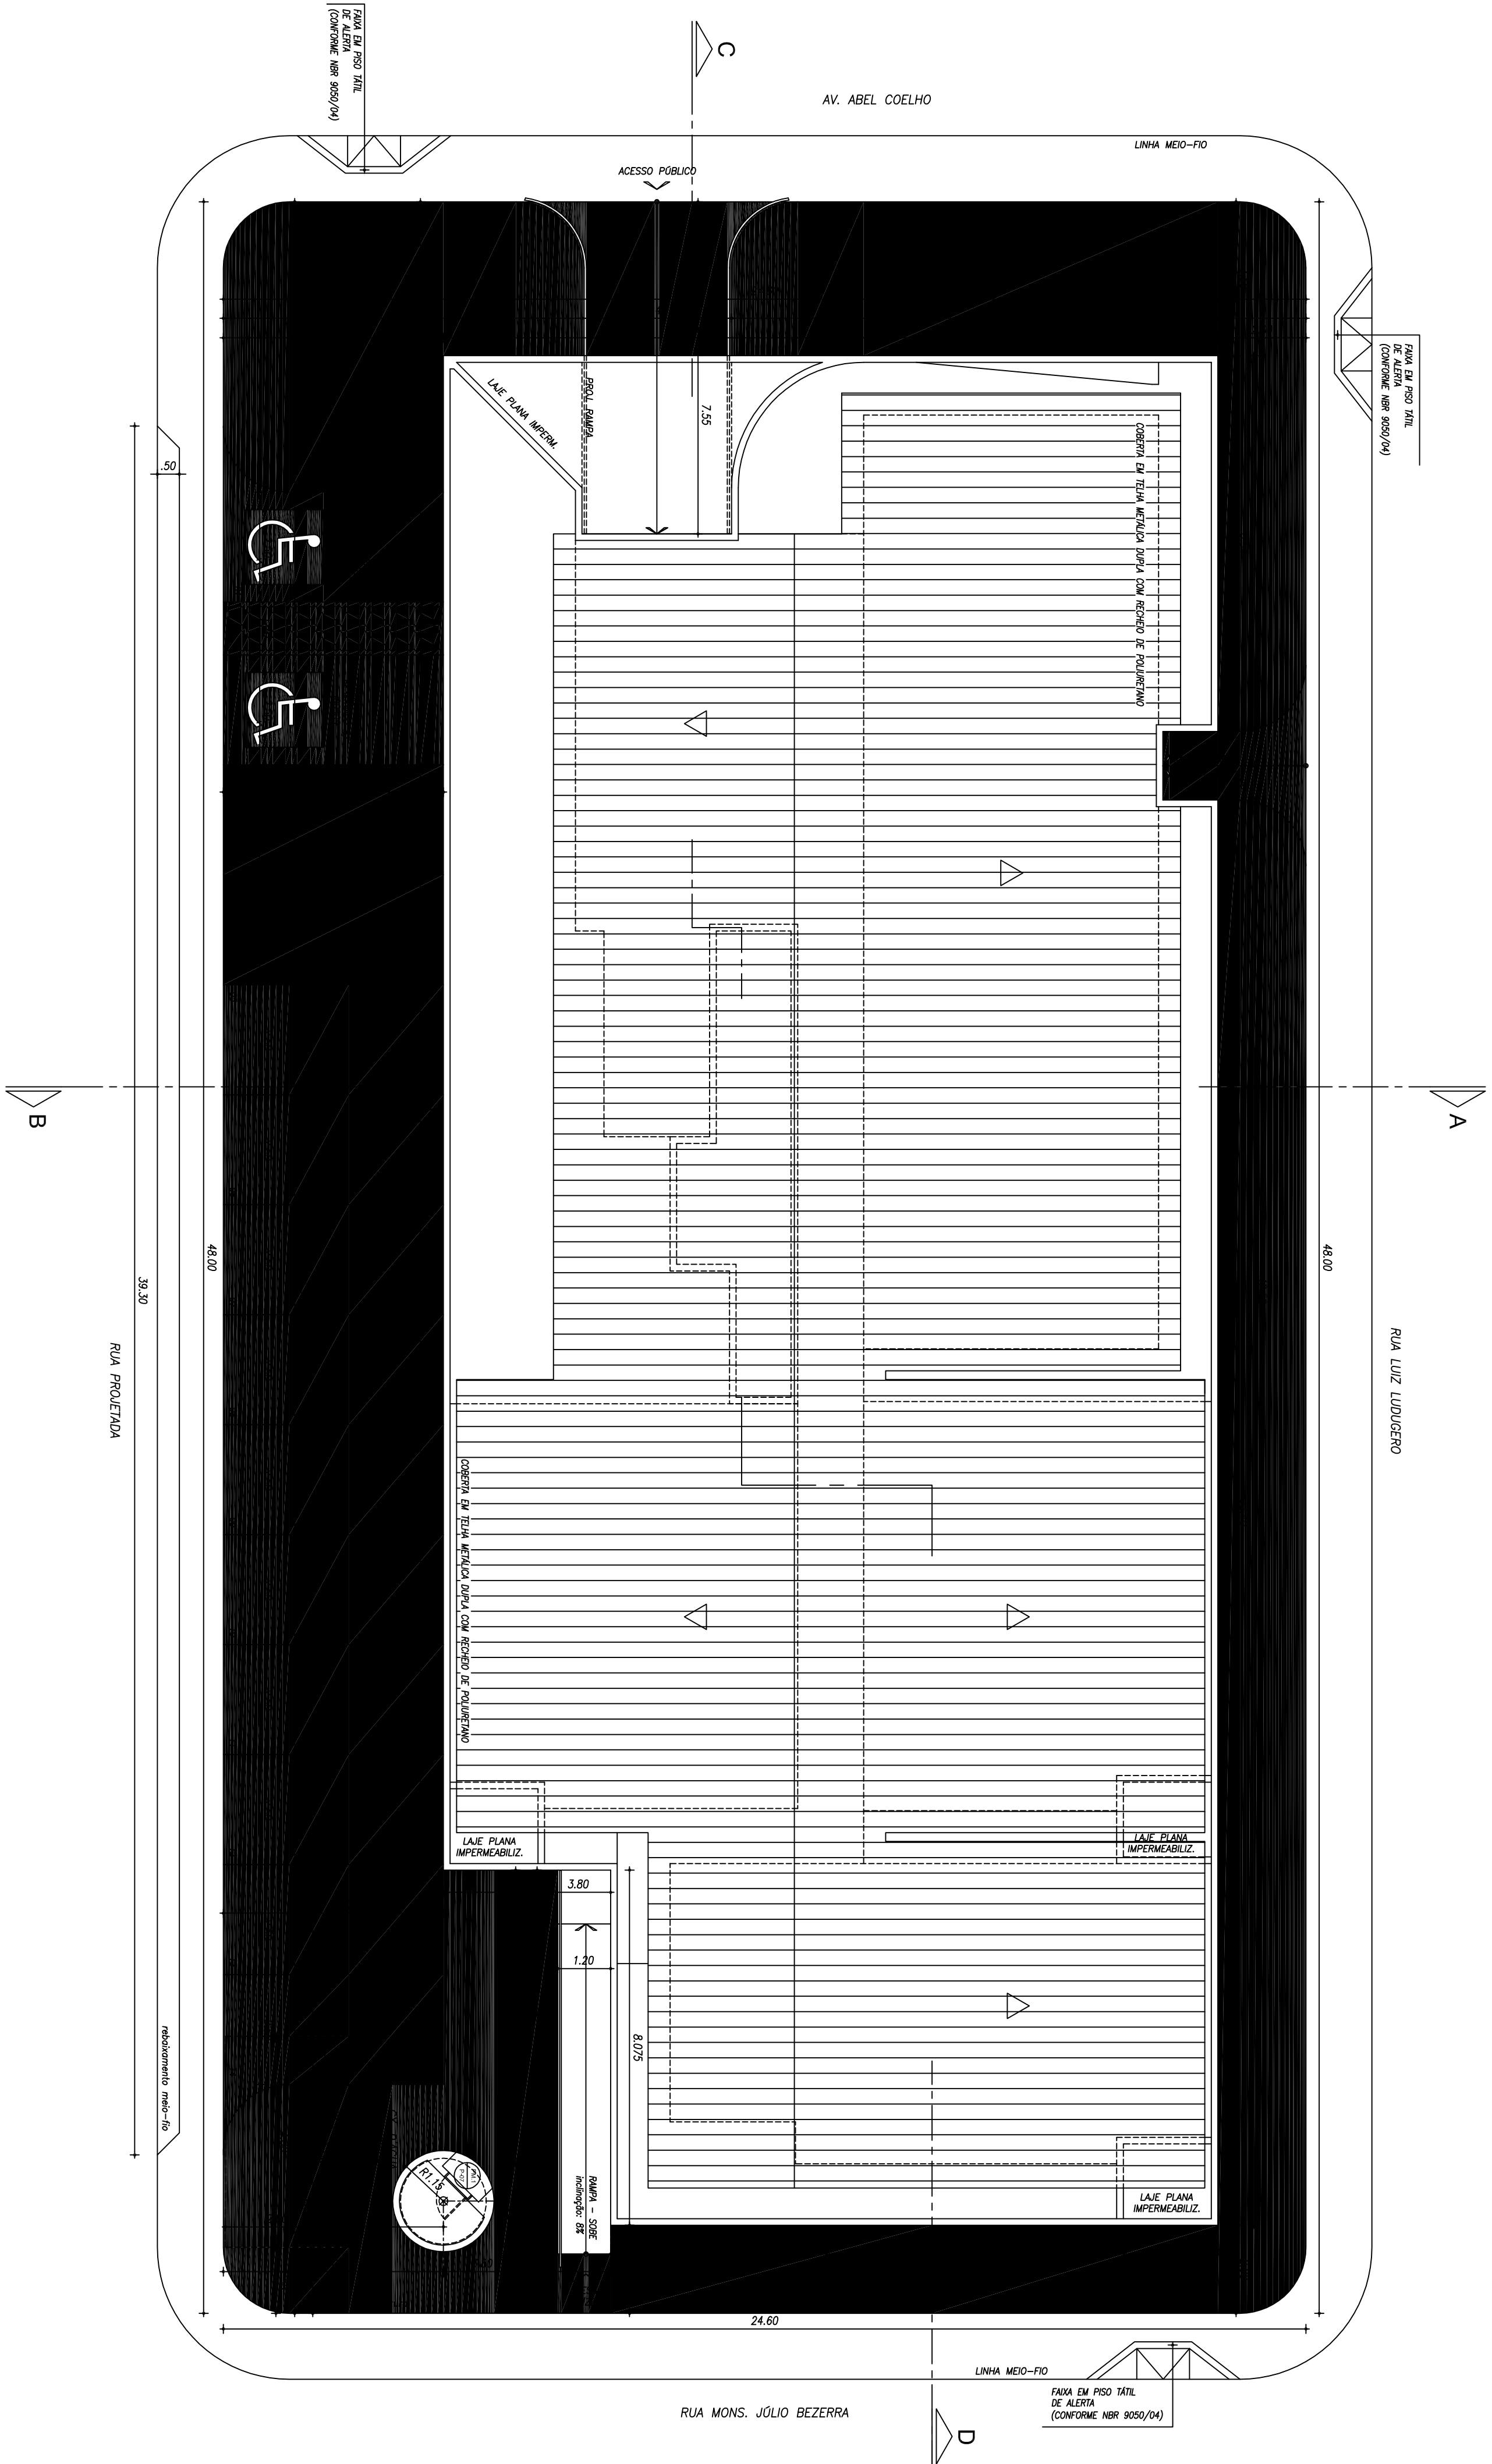 FAIXA EM PISO TÁTIL
DE ALERTA
(CONFORME NBR 9050/04)
C
AV. ABEL COELHO
LINHA MEIO-FIO
ACESSO PÚBLICO
FAIXA EM PISO TÁTIL
DE ALERTA
(CONFORME NBR 9050/04)
LAJE PLANA IMPERM.
PROJ. RAMPA
7.55
COBERTA EM TELHA METÁLICA DUPLA COM RECHEIO DE POLIURETANO
.50
B
A
48.00
39.30
48.00
RUA PROJETADA
RUA LUIZ LUDUGERO
COBERTA EM TELHA METÁLICA DUPLA COM RECHEIO DE POLIURETANO
LAJE PLANA
IMPERMEABILIZ.
LAJE PLANA
IMPERMEABILIZ.
3.80
1.20
8.075
rebaixamento meio-fio
R1.15
RAMPA - SOBE
inclinação: 8%
LAJE PLANA
IMPERMEABILIZ.
24.60
LINHA MEIO-FIO
FAIXA EM PISO TÁTIL
DE ALERTA
(CONFORME NBR 9050/04)
RUA MONS. JÚLIO BEZERRA
D